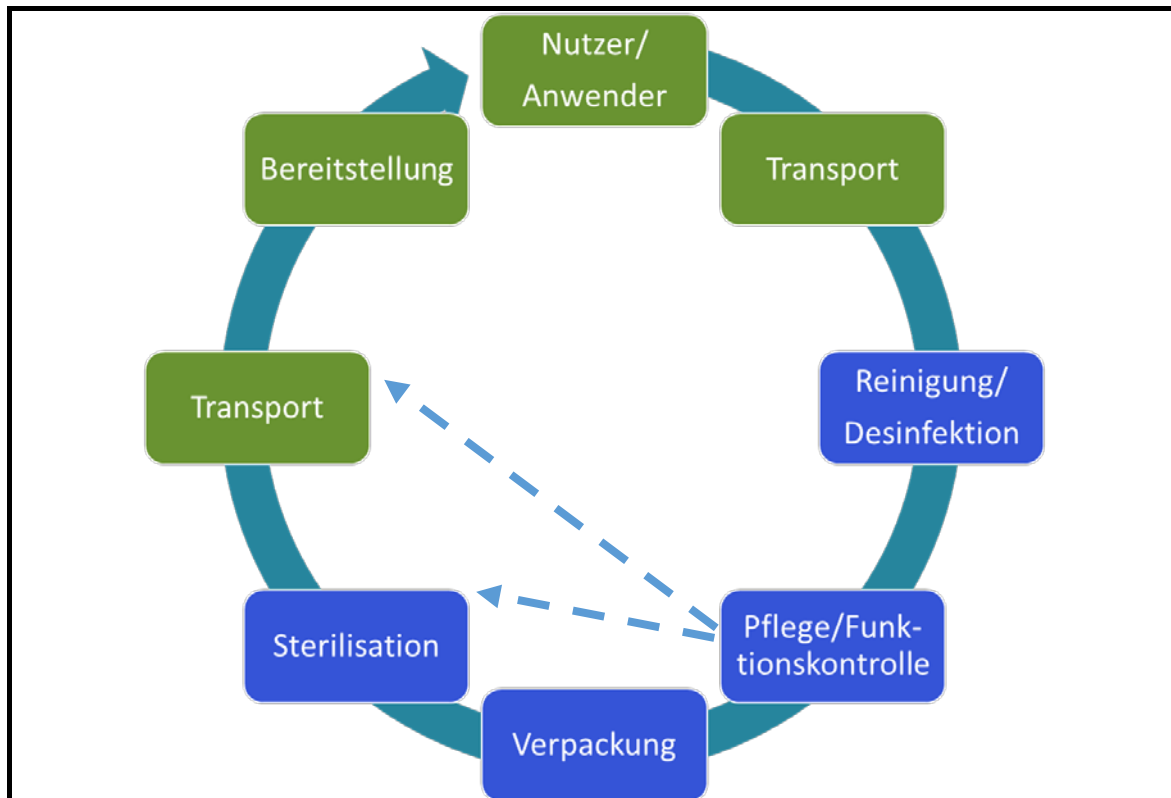 Nutzer/
Anwender
Transport
Reinigung/
Desinfektion
Pflege/Funk-
tionskontrolle
Verpackung
Sterilisation
Transport
Bereitstellung